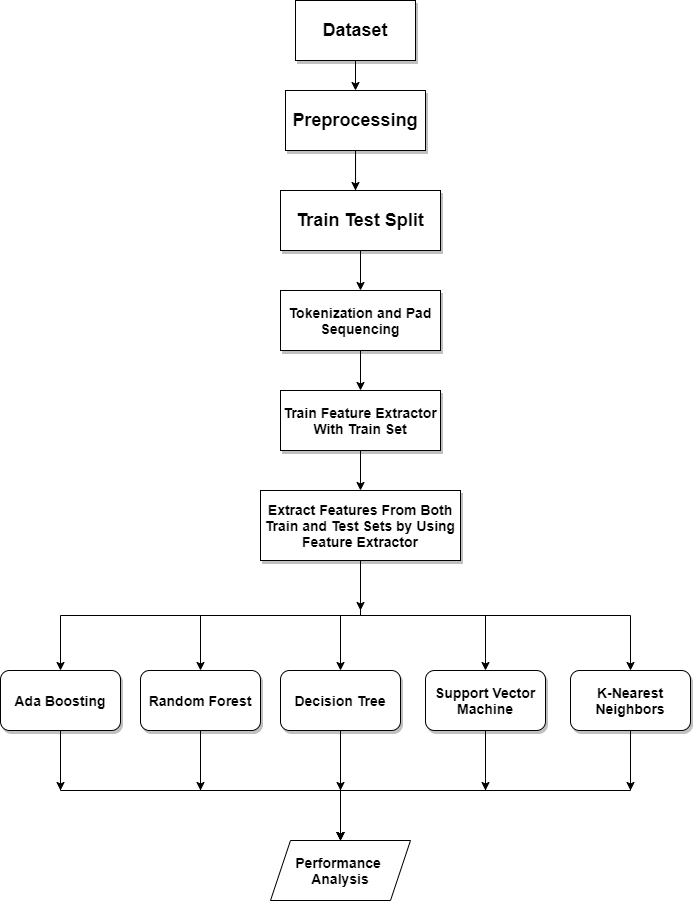 Dataset
Preprocessing
Train Test Split
Tokenization and Pad
Sequencing
Train Feature Extractor
With Train Set
Extract Features From Both
Train and Test Sets by Using
Feature Extractor
Ada Boosting
Random Forest
Decision Tree
Support Vector
Machine
K-Nearest
Neighbors
Performance
Analysis